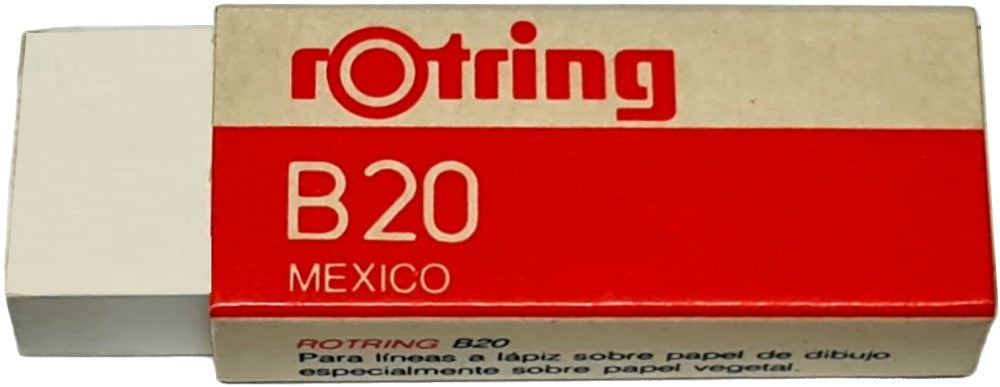 rotring
B20
MEXICO
ROTRING B20
Para líneas a lápiz sobre papel de dibujo
especialmente sobre papel vegetal.